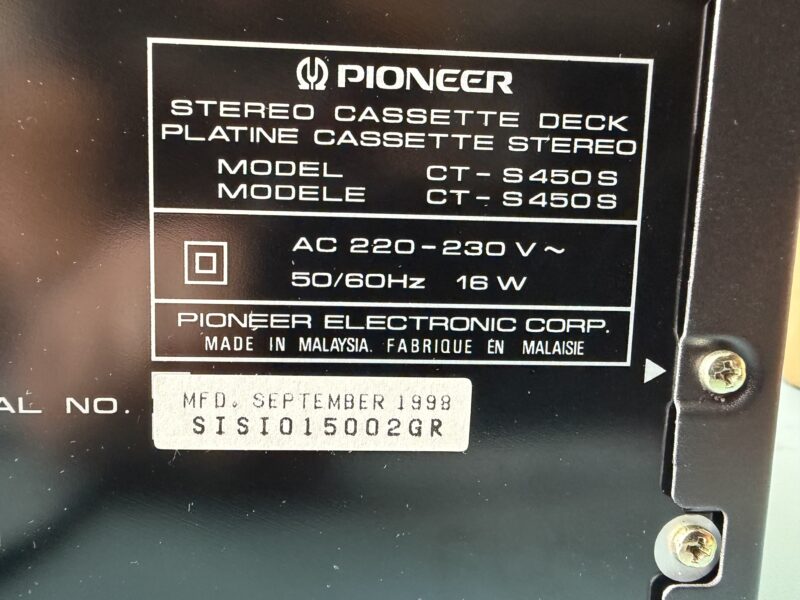 PIONEER
STEREO CASSETTE DECK
PLATINE CASSETTE STEREO
MODEL CT-S450S
MODELE CT-S450S
AC 220-230 V ~
50/60Hz 16 W
PIONEER ELECTRONIC CORP.
MADE IN MALAYSIA. FABRIQUE ÉN MALAISIE
AL NO.
MFD. SEPTEMBER 1998
SISI015002GR